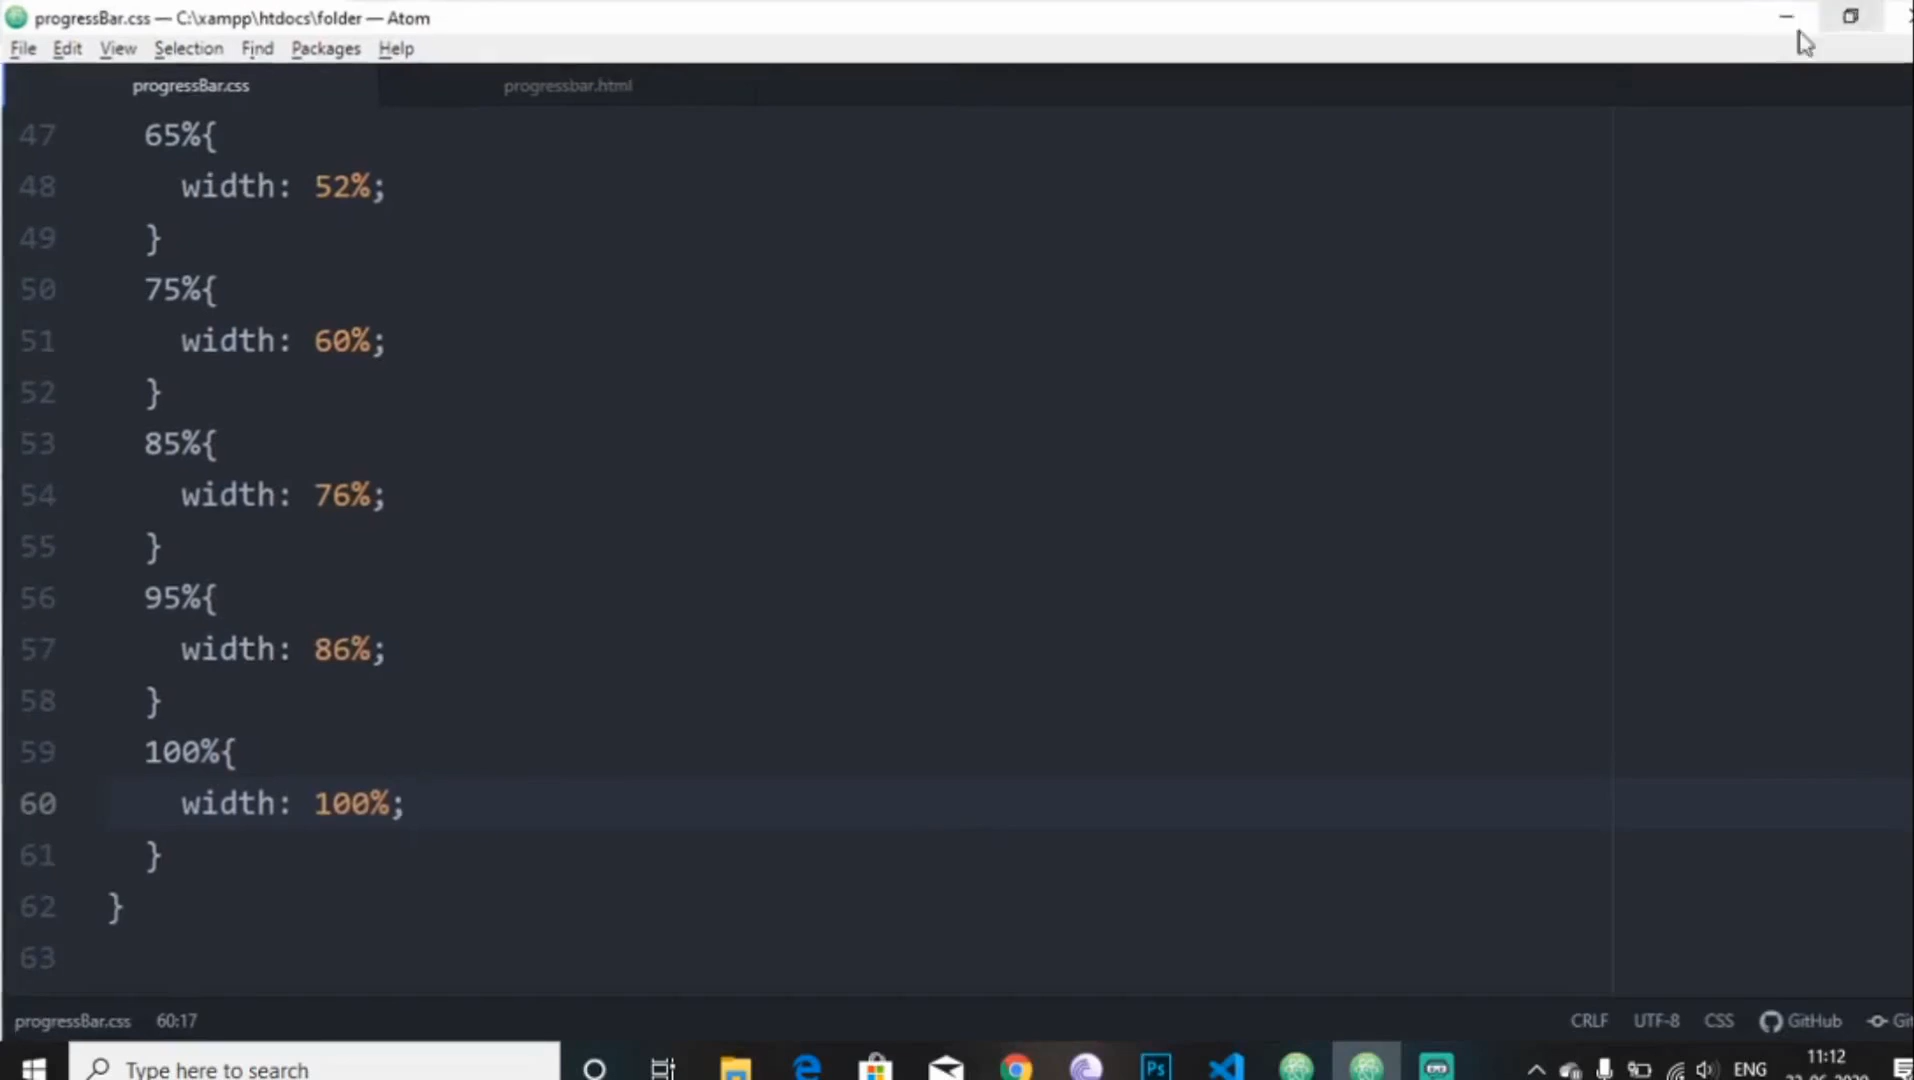 progressBar.css — C:\xampp\htdocs\folder — Atom
File Edit View Selection Find Packages Help
progressBar.css progressbar.html
47 65%{
48 width: 52%;
49 }
50 75%{
51 width: 60%;
52 }
53 85%{
54 width: 76%;
55 }
56 95%{
57 width: 86%;
58 }
59 100%{
60 width: 100%;
61 }
62 }
63
progressBar.css 60:17 CRLF UTF-8 CSS GitHub Git
Type here to search Ps ENG 11:12